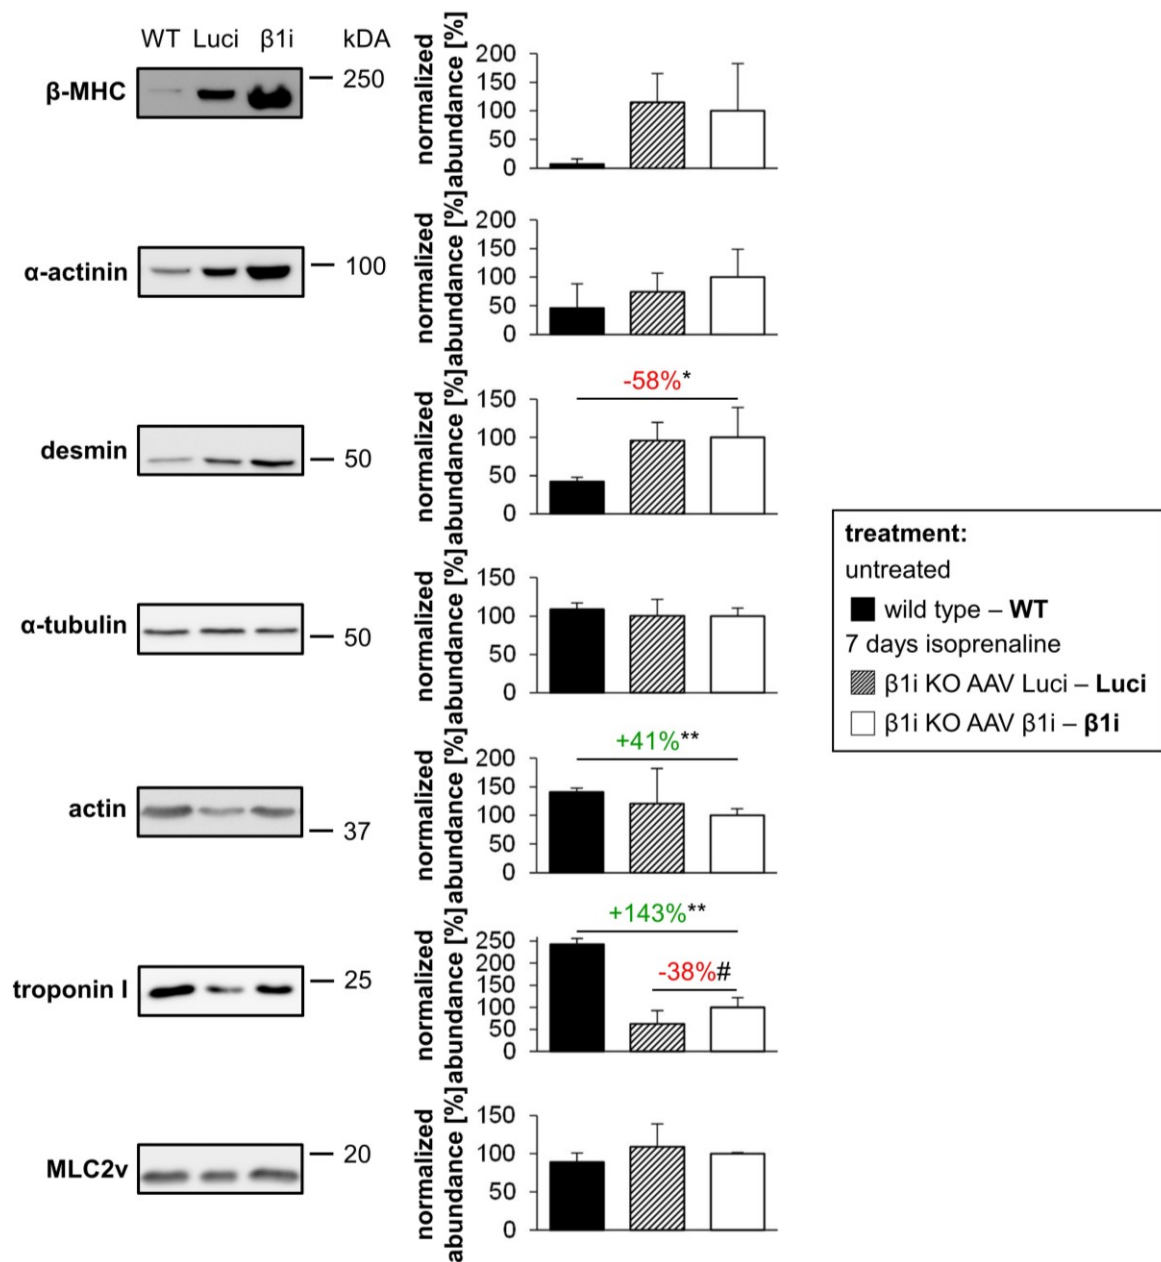 WT Luci β1i kDA
β-MHC
250
normalized
abundance [%]
200
150
100
50
0
α-actinin
100
normalized
abundance [%]
200
150
100
50
0
desmin
50
normalized
abundance [%]
-58%*
150
100
50
0
α-tubulin
50
normalized
abundance [%]
150
100
50
0
actin
37
normalized
abundance [%]
+41%**
200
150
100
50
0
troponin I
25
normalized
abundance [%]
+143%**
-38%#
250
200
150
100
50
0
MLC2v
20
normalized
abundance [%]
150
100
50
0
treatment:
untreated
wild type – WT
7 days isoprenaline
β1i KO AAV Luci – Luci
β1i KO AAV β1i – β1i